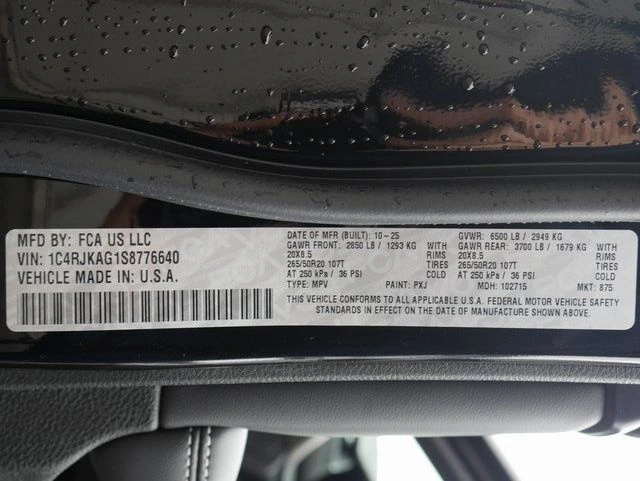 MFD BY: FCA US LLC
VIN: 1C4RJKAG1S8776640
VEHICLE MADE IN U.S.A.
DATE OF MFR (BUILT): 10-25 GVWR: 6500 LB / 2949 KG
GAWR FRONT: 2850 LB / 1293 KG WITH GAWR REAR: 3700 LB / 1679 KG WITH
20X8.5 RIMS 20X8.5 RIMS
265/50R20 107T TIRES 265/50R20 107T TIRES
AT 250 kPa / 36 PSI COLD AT 250 kPa / 36 PSI COLD
TYPE: MPV PAINT: PXJ MDH: 102715 MKT: 875
THIS VEHICLE CONFORMS TO ALL APPLICABLE U.S.A. FEDERAL MOTOR VEHICLE SAFETY
STANDARDS IN EFFECT ON THE DATE OF MANUFACTURE SHOWN ABOVE.